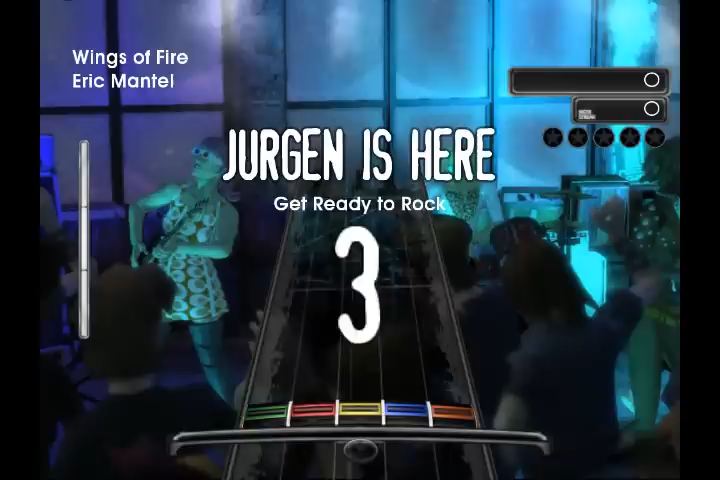 Wings of Fire
Eric Mantel
JURGEN IS HERE
Get Ready to Rock
3